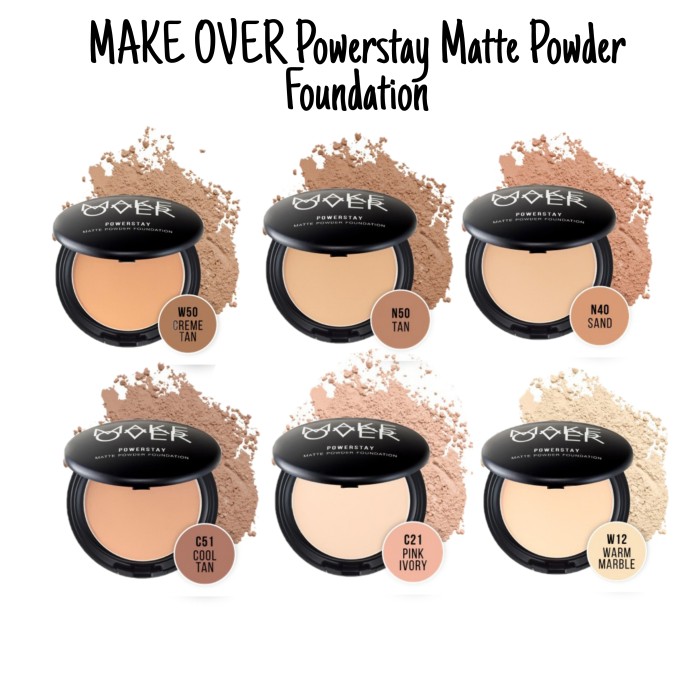 MAKE OVER Powerstay Matte Powder
Foundation
MAKE
OVER
POWERSTAY
MATTE POWDER FOUNDATION
W50
CREME
TAN
MAKE
OVER
POWERSTAY
MATTE POWDER FOUNDATION
N50
TAN
MAKE
OVER
POWERSTAY
MATTE POWDER FOUNDATION
N40
SAND
MAKE
OVER
POWERSTAY
MATTE POWDER FOUNDATION
C51
COOL
TAN
MAKE
OVER
POWERSTAY
MATTE POWDER FOUNDATION
C21
PINK
IVORY
MAKE
OVER
POWERSTAY
MATTE POWDER FOUNDATION
W12
WARM
MARBLE